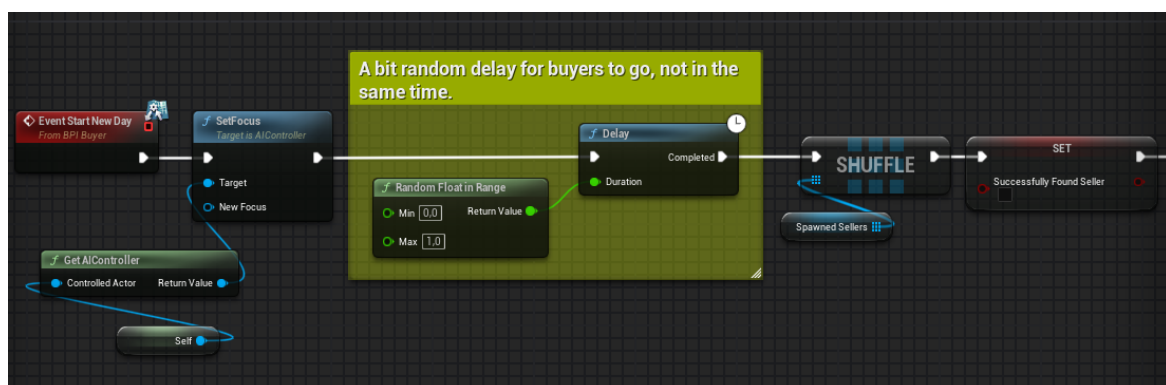 A bit random delay for buyers to go, not in the
same time.
Event Start New Day
From BPI Buyer
f SetFocus
Target is AIController
Target
New Focus
f Delay
Completed
Duration
f Random Float in Range
Min 0,0 Return Value
Max 1,0
SHUFFLE
SET
Successfully Found Seller
Spawned Sellers
f Get AIController
Controlled Actor Return Value
Self